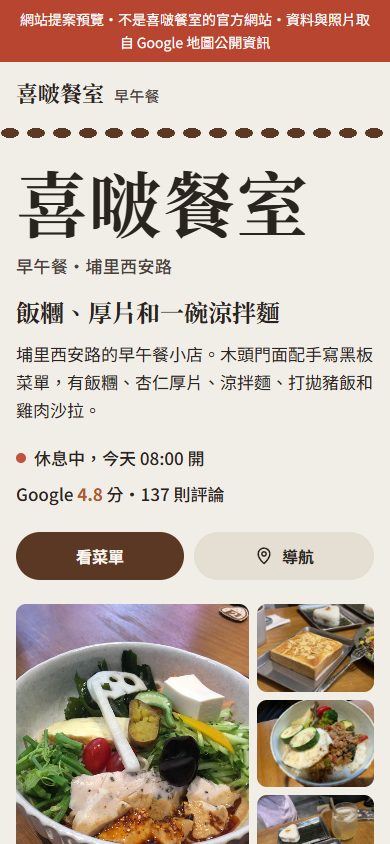 網站提案預覽・不是喜啵餐室的官方網站・資料與照片取
自 Google 地圖公開資訊
喜啵餐室 早午餐
喜啵餐室
早午餐・埔里西安路
飯糰、厚片和一碗涼拌麵
埔里西安路的早午餐小店。木頭門面配手寫黑板
菜單，有飯糰、杏仁厚片、涼拌麵、打拋豬飯和
雞肉沙拉。
休息中，今天 08:00 開
Google 4.8 分・137 則評論
看菜單
導航